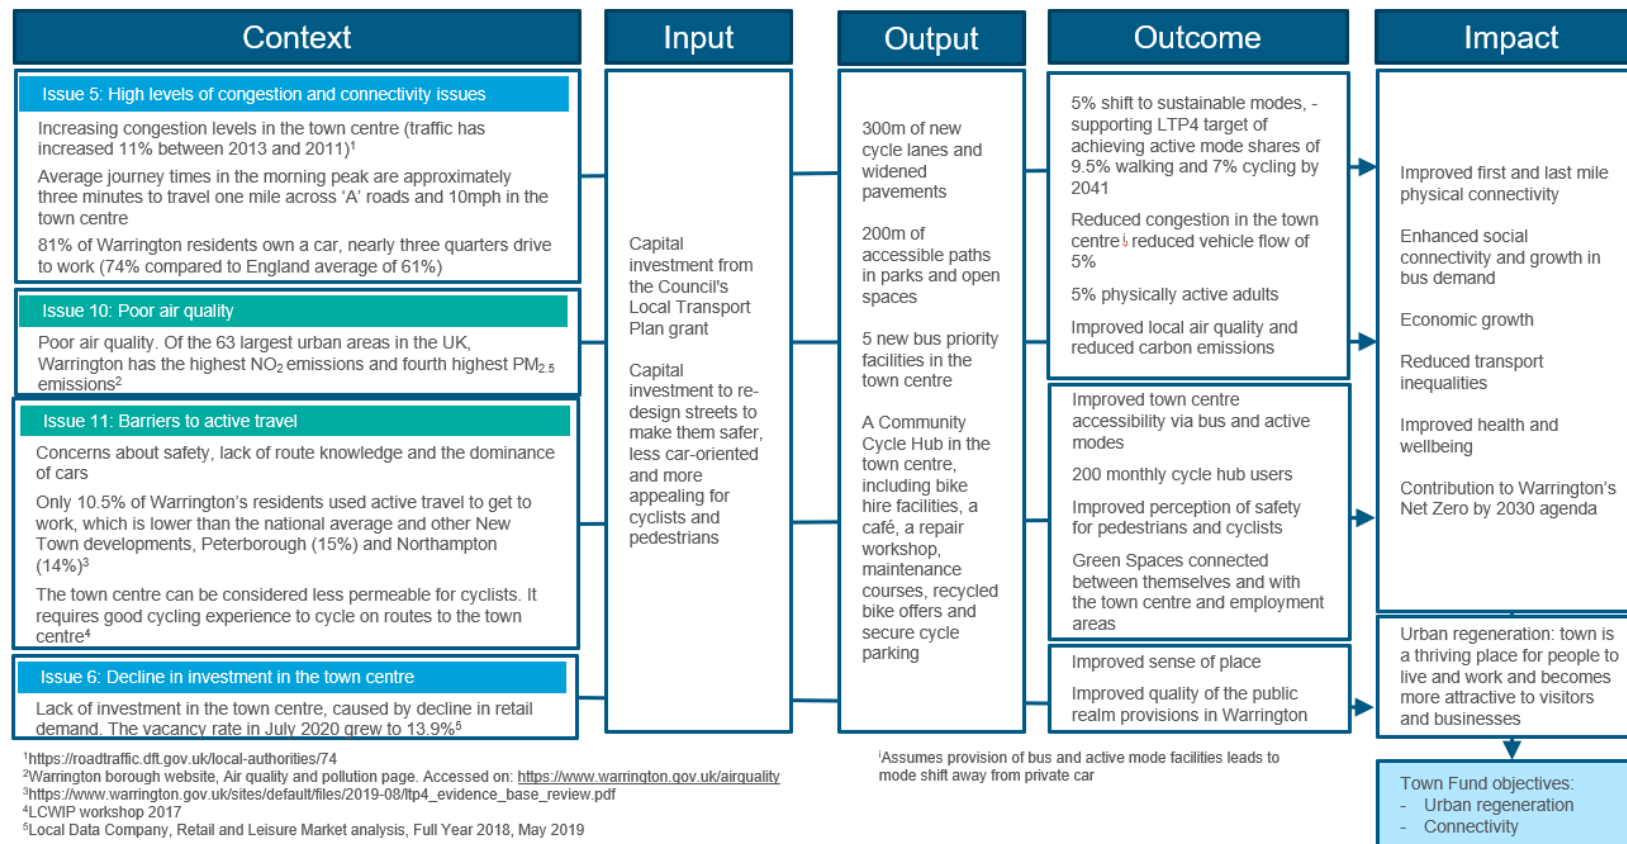 Context
Input
Output
Outcome
Impact
Issue 5: High levels of congestion and connectivity issues
Increasing congestion levels in the town centre (traffic has
increased 11% between 2013 and 2011)¹
Average journey times in the morning peak are approximately
three minutes to travel one mile across ‘A’ roads and 10mph in the
town centre
81% of Warrington residents own a car, nearly three quarters drive
to work (74% compared to England average of 61%)
Issue 10: Poor air quality
Poor air quality. Of the 63 largest urban areas in the UK,
Warrington has the highest NO₂ emissions and fourth highest PM₂.₅
emissions²
Issue 11: Barriers to active travel
Concerns about safety, lack of route knowledge and the dominance
of cars
Only 10.5% of Warrington’s residents used active travel to get to
work, which is lower than the national average and other New
Town developments, Peterborough (15%) and Northampton
(14%)³
The town centre can be considered less permeable for cyclists. It
requires good cycling experience to cycle on routes to the town
centre⁴
Issue 6: Decline in investment in the town centre
Lack of investment in the town centre, caused by decline in retail
demand. The vacancy rate in July 2020 grew to 13.9%⁵
Capital
investment from
the Council's
Local Transport
Plan grant
Capital
investment to re-
design streets to
make them safer,
less car-oriented
and more
appealing for
cyclists and
pedestrians
300m of new
cycle lanes and
widened
pavements
200m of
accessible paths
in parks and open
spaces
5 new bus priority
facilities in the
town centre
A Community
Cycle Hub in the
town centre,
including bike
hire facilities, a
café, a repair
workshop,
maintenance
courses, recycled
bike offers and
secure cycle
parking
5% shift to sustainable modes, -
supporting LTP4 target of
achieving active mode shares of
9.5% walking and 7% cycling by
2041
Reduced congestion in the town
centre ⁱ; reduced vehicle flow of
5%
5% physically active adults
Improved local air quality and
reduced carbon emissions
Improved town centre
accessibility via bus and active
modes
200 monthly cycle hub users
Improved perception of safety
for pedestrians and cyclists
Green Spaces connected
between themselves and with
the town centre and employment
areas
Improved sense of place
Improved quality of the public
realm provisions in Warrington
Improved first and last mile
physical connectivity
Enhanced social
connectivity and growth in
bus demand
Economic growth
Reduced transport
inequalities
Improved health and
wellbeing
Contribution to Warrington’s
Net Zero by 2030 agenda
Urban regeneration: town is
a thriving place for people to
live and work and becomes
more attractive to visitors
and businesses
Town Fund objectives:
- Urban regeneration
- Connectivity
¹https://roadtraffic.dft.gov.uk/local-authorities/74
²Warrington borough website, Air quality and pollution page. Accessed on: https://www.warrington.gov.uk/airquality
³https://www.warrington.gov.uk/sites/default/files/2019-08/ltp4_evidence_base_review.pdf
⁴LCWIP workshop 2017
⁵Local Data Company, Retail and Leisure Market analysis, Full Year 2018, May 2019
ⁱAssumes provision of bus and active mode facilities leads to
mode shift away from private car